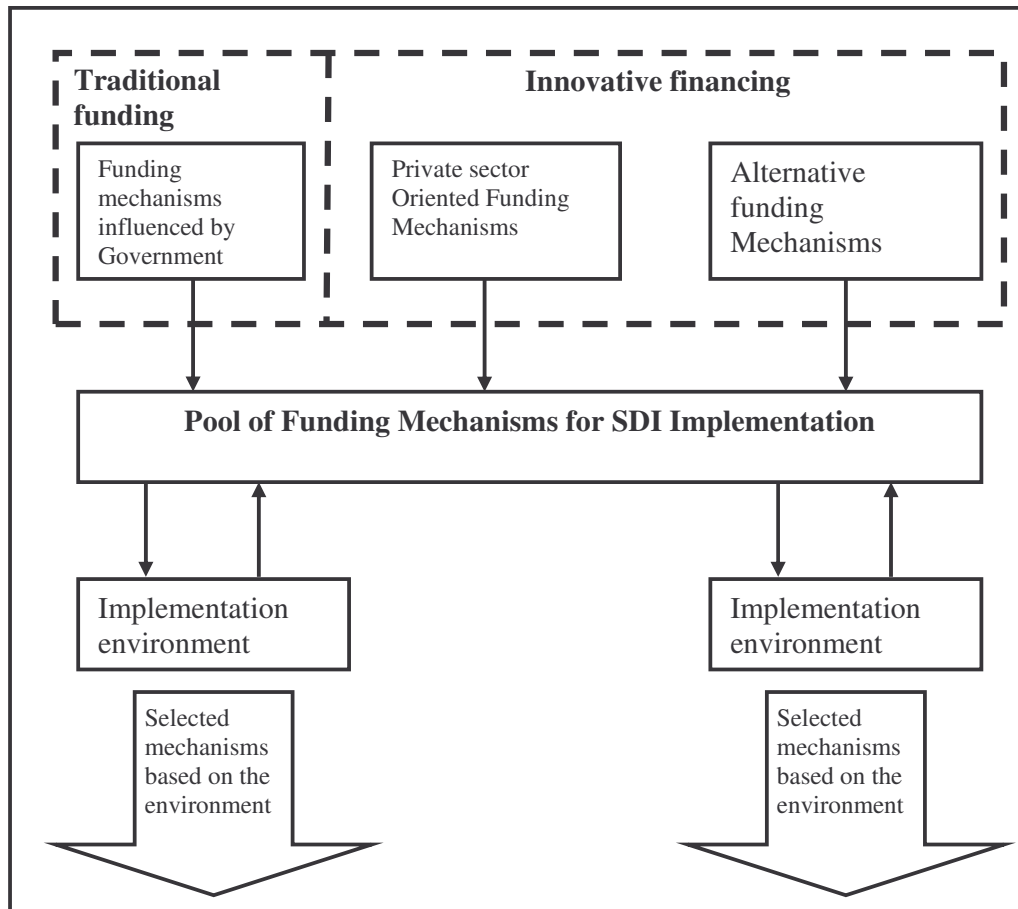 Traditional
funding
Innovative financing
Funding
mechanisms
influenced by
Government
Private sector
Oriented Funding
Mechanisms
Alternative
funding
Mechanisms
Pool of Funding Mechanisms for SDI Implementation
Implementation
environment
Implementation
environment
Selected
mechanisms
based on the
environment
Selected
mechanisms
based on the
environment